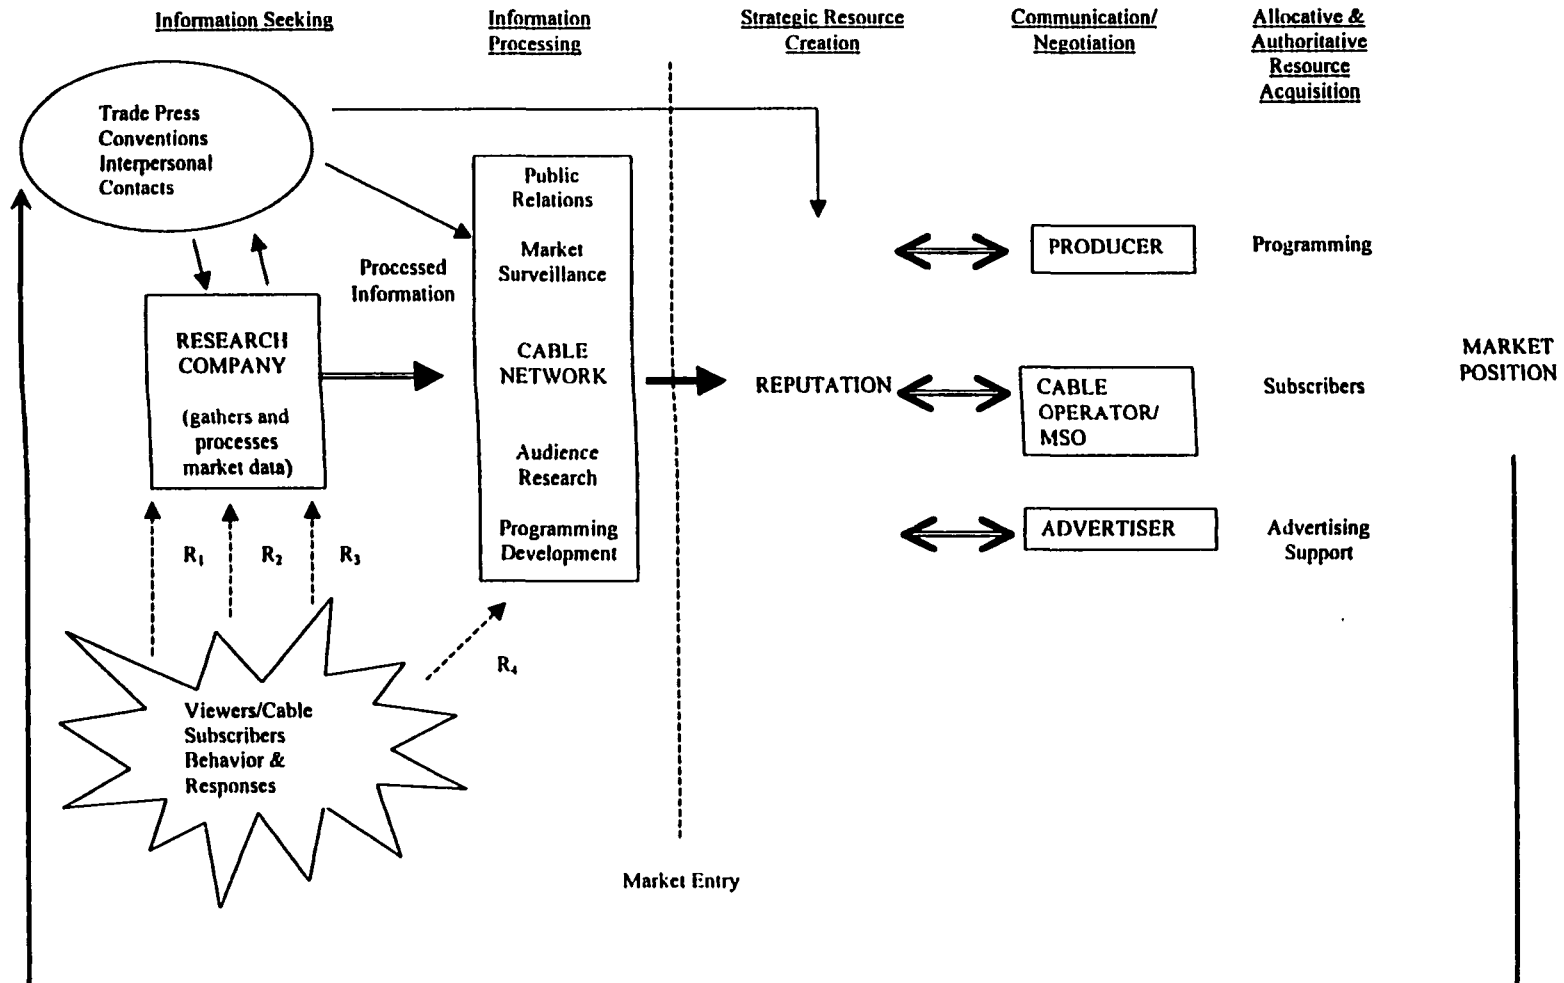 Information Seeking
Information
Processing
Strategic Resource
Creation
Communication/
Negotiation
Allocative &
Authoritative
Resource
Acquisition
Trade Press
Conventions
Interpersonal
Contacts
Processed
Information
RESEARCH
COMPANY
(gathers and
processes
market data)
R1
R2
R3
R4
Viewers/Cable
Subscribers
Behavior &
Responses
Public
Relations
Market
Surveillance
CABLE
NETWORK
Audience
Research
Programming
Development
Market Entry
REPUTATION
PRODUCER
CABLE
OPERATOR/
MSO
ADVERTISER
Programming
Subscribers
Advertising
Support
MARKET
POSITION